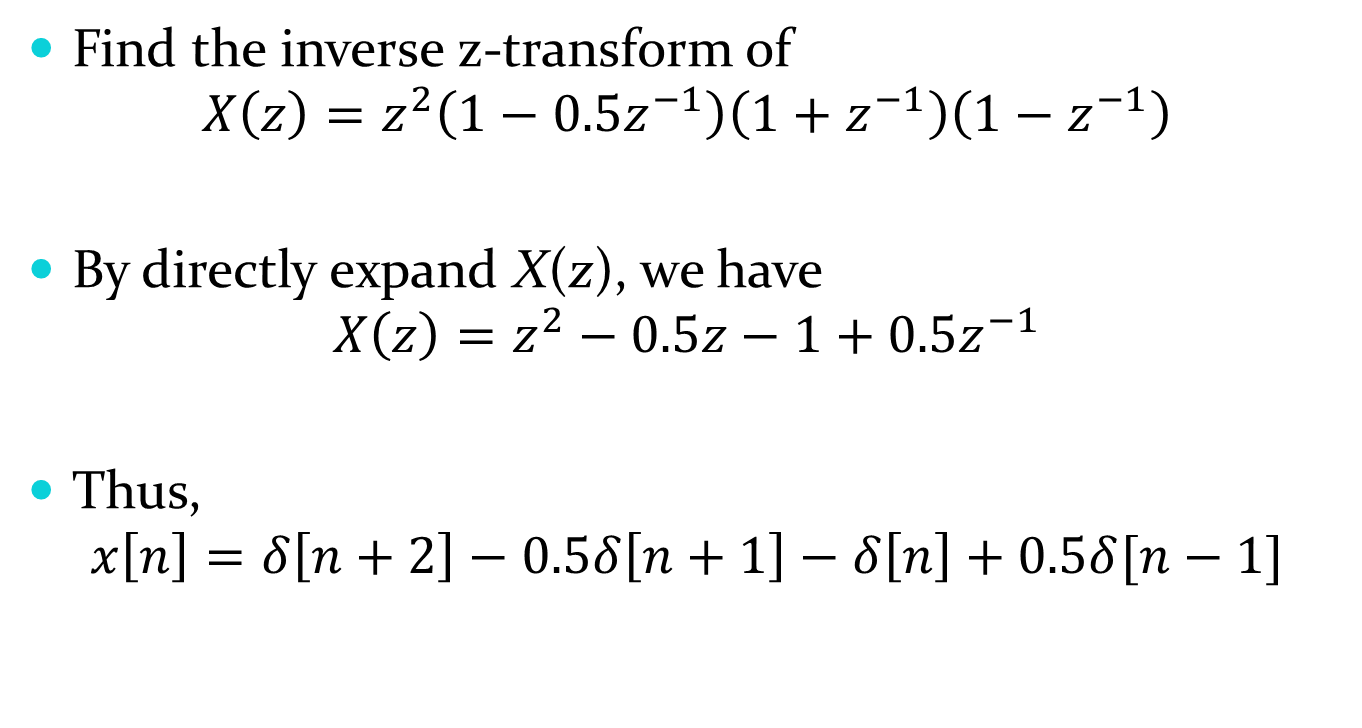 • Find the inverse z-transform of
X(z) = z²(1 − 0.5z⁻¹)(1 + z⁻¹)(1 − z⁻¹)
• By directly expand X(z), we have
X(z) = z² − 0.5z − 1 + 0.5z⁻¹
• Thus,
x[n] = δ[n + 2] − 0.5δ[n + 1] − δ[n] + 0.5δ[n − 1]